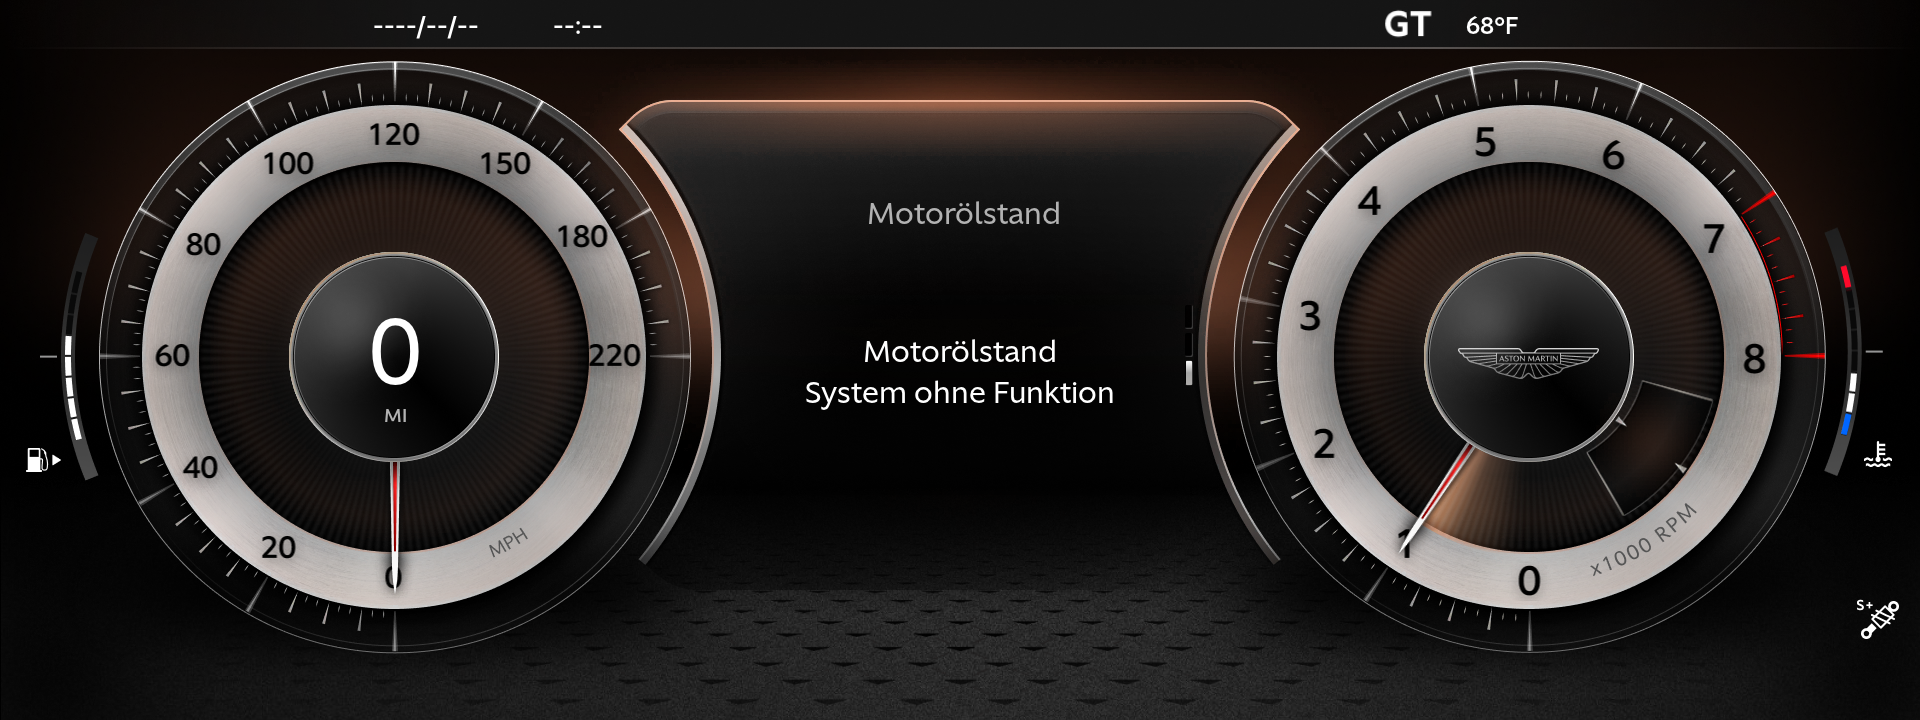 ----/--/--
--:--
GT
68°F
Motorölstand
Motorölstand
System ohne Funktion
0
20
40
60
80
100
120
150
180
220
MPH
0
MI
0
1
2
3
4
5
6
7
8
x1000 RPM
ASTON MARTIN
S+